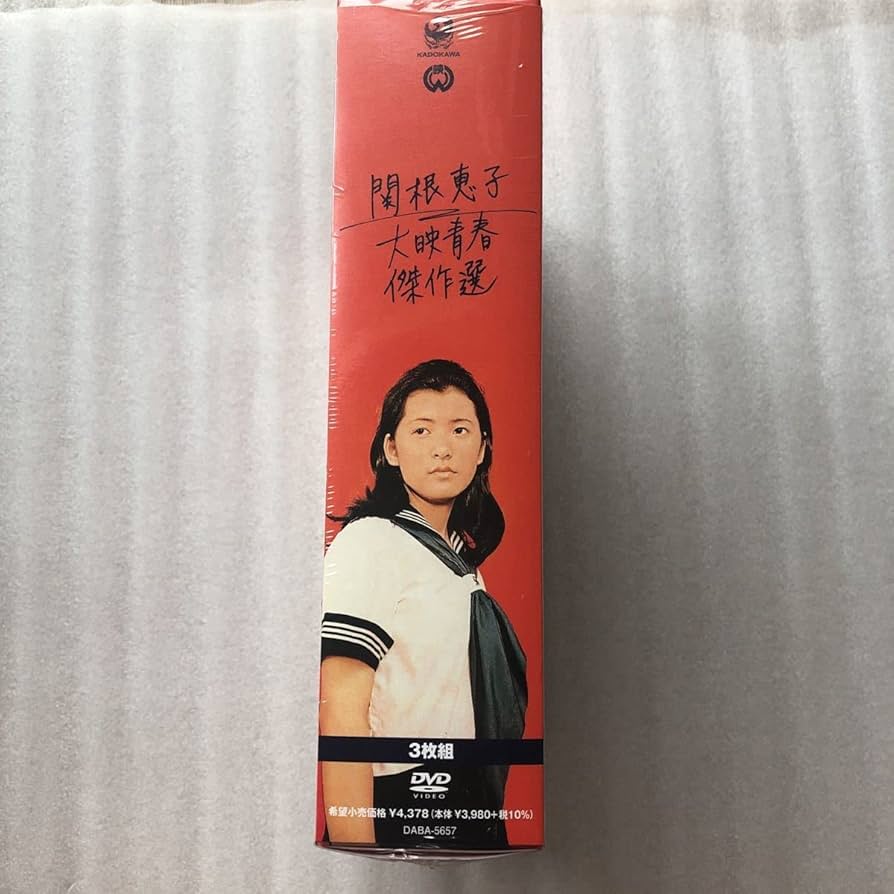 KADOKAWA
関根恵子
大映青春
傑作選
3枚組
DVD
VIDEO
希望小売価格 ¥4,378(本体 ¥3,980+税10%)
DABA-5657